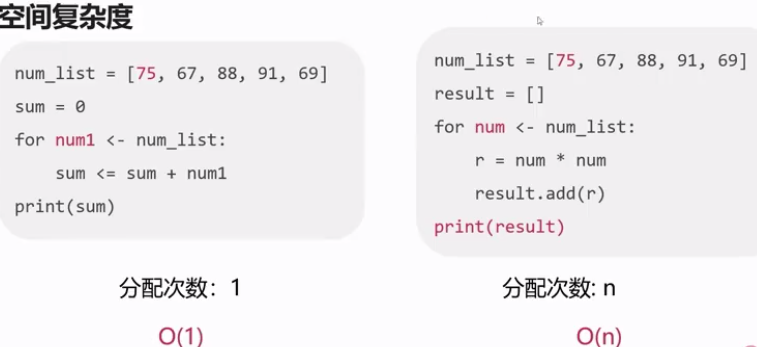 空间复杂度
num_list = [75, 67, 88, 91, 69]
sum = 0
for num1 <- num_list:
    sum <= sum + num1
print(sum)
分配次数：1
O(1)
num_list = [75, 67, 88, 91, 69]
result = []
for num <- num_list:
    r = num * num
    result.add(r)
print(result)
分配次数: n
O(n)